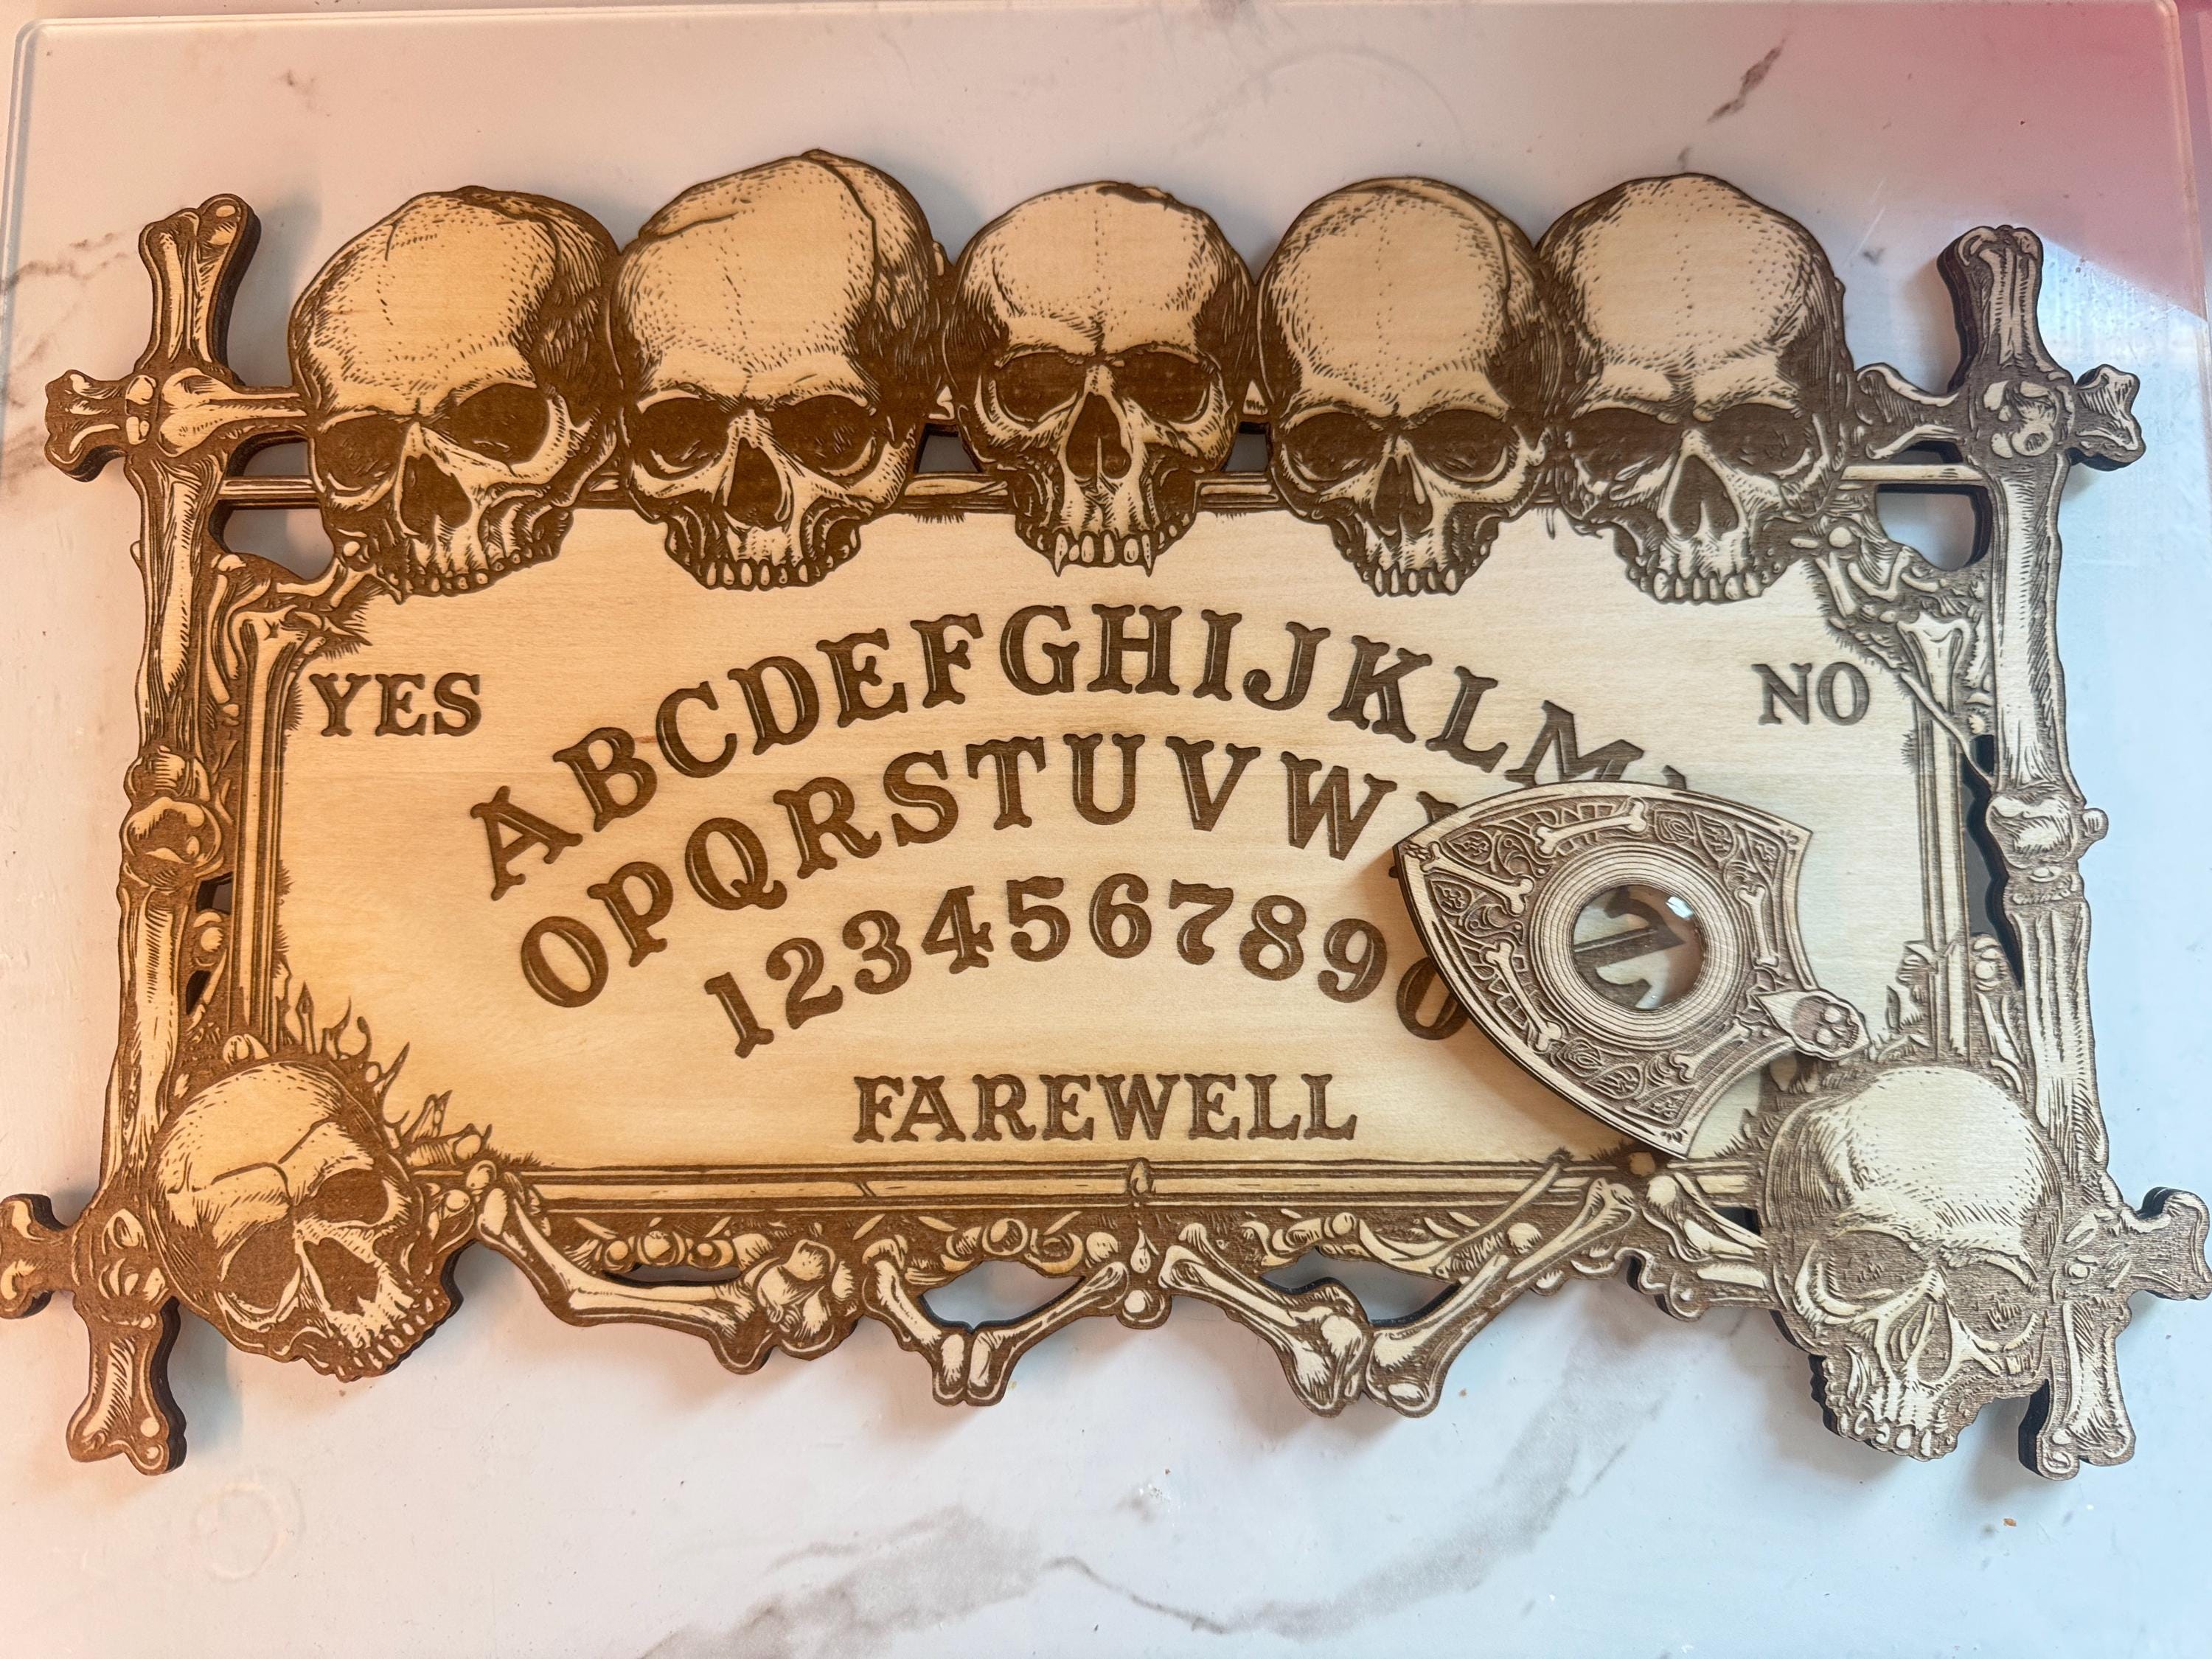 YES
NO
ABCDEFGHIJKLM
OPQRSTUVW
Z
1234567890
FAREWELL